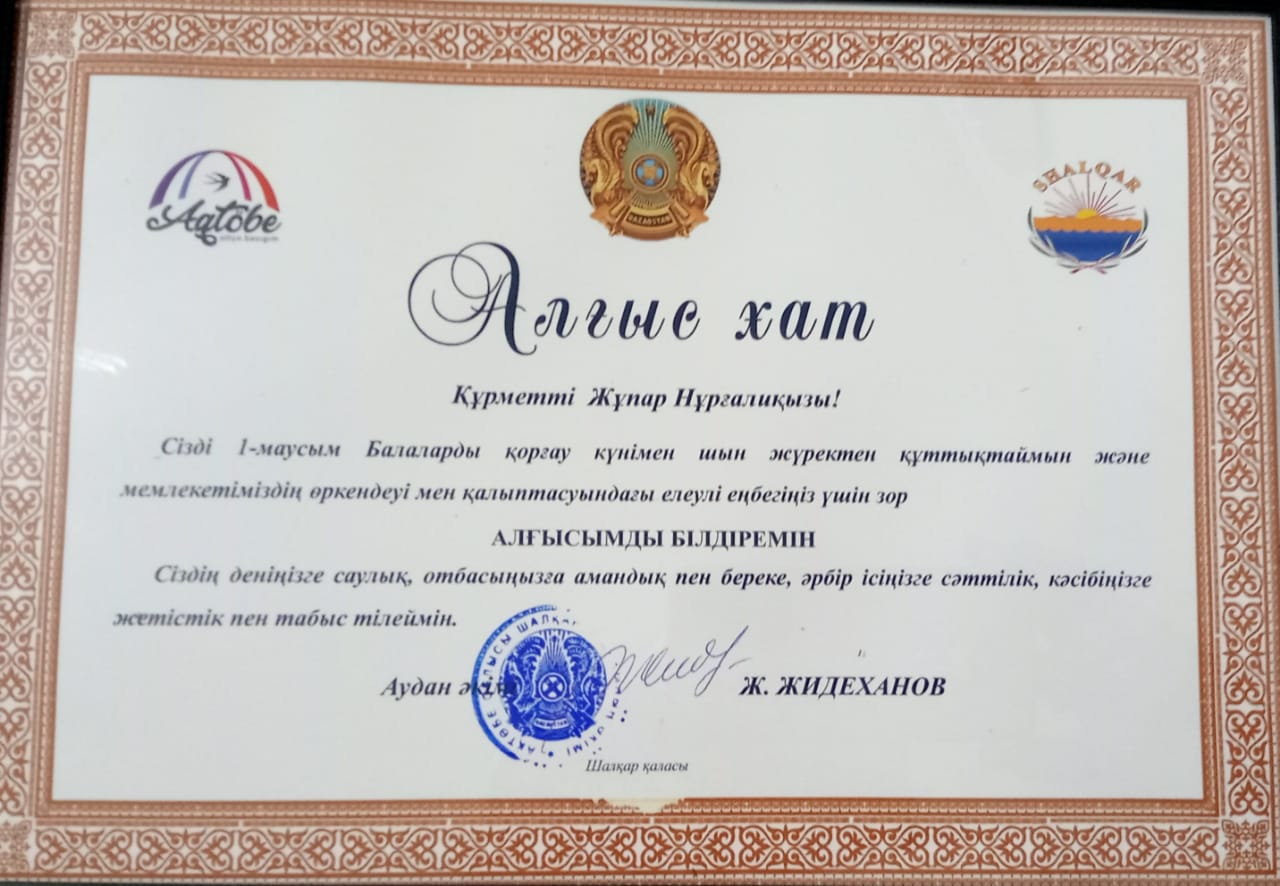 Aqtobe
QAZAQSTAN
SHALQAR
Алғыс хат
Құрметті Жұпар Нұрғалиқызы!
Сізді 1-маусым Балаларды қорғау күнімен шын жүректен құттықтаймын және
мемлекетіміздің өркендеуі мен қалыптасуындағы елеулі еңбегіңіз үшін зор
АЛҒЫСЫМДЫ БІЛДІРЕМІН
Сіздің деніңізге саулық, отбасыңызға амандық пен береке, әрбір ісіңізге сәттілік, кәсібіңізге
жетістік пен табыс тілеймін.
Аудан әкімі Ж. ЖИДЕХАНОВ
Шалқар қаласы